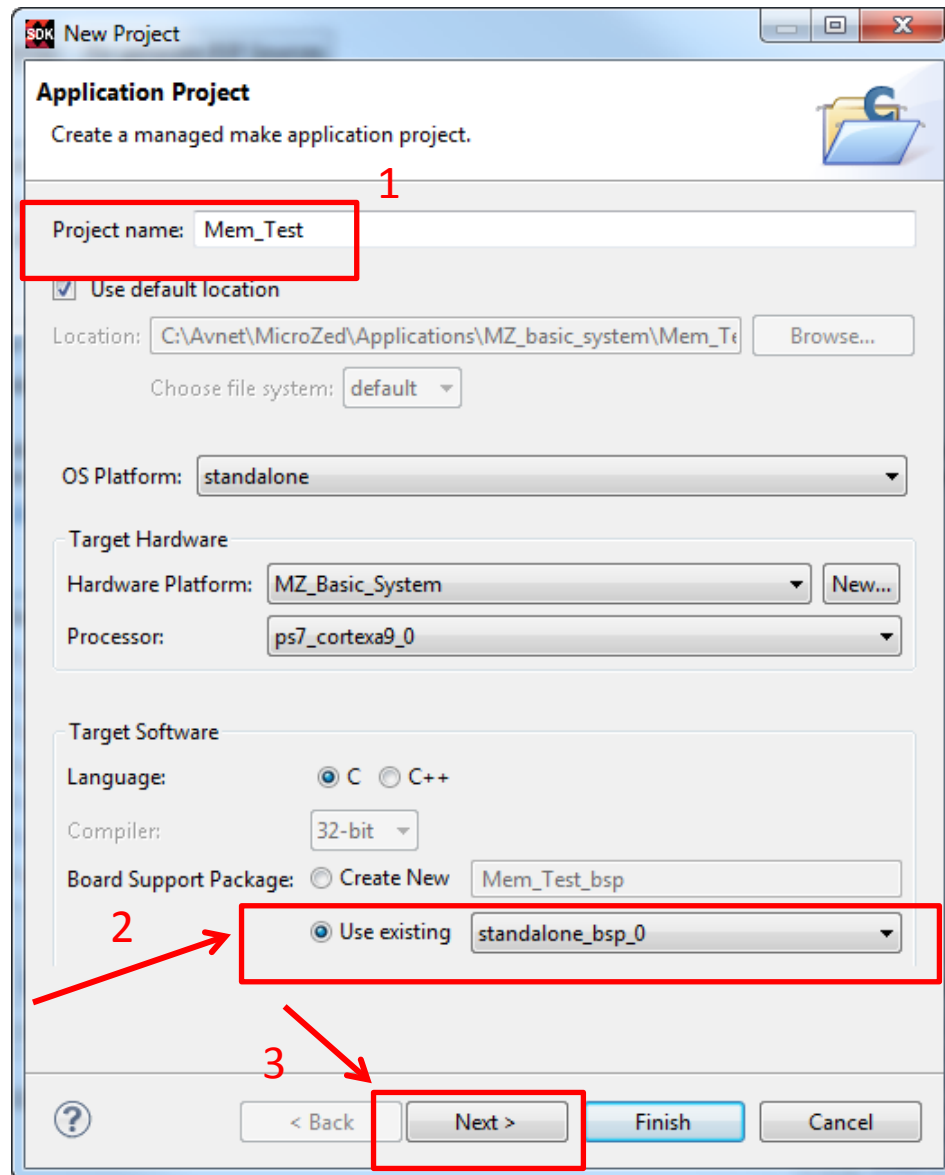 SDK New Project
Application Project
Create a managed make application project.
1
Project name: Mem_Test
Use default location
Location: C:\Avnet\MicroZed\Applications\MZ_basic_system\Mem_Te Browse...
Choose file system: default
OS Platform: standalone
Target Hardware
Hardware Platform: MZ_Basic_System New...
Processor: ps7_cortexa9_0
Target Software
Language: C C++
Compiler: 32-bit
Board Support Package: Create New Mem_Test_bsp
2
Use existing standalone_bsp_0
3
? < Back Next > Finish Cancel